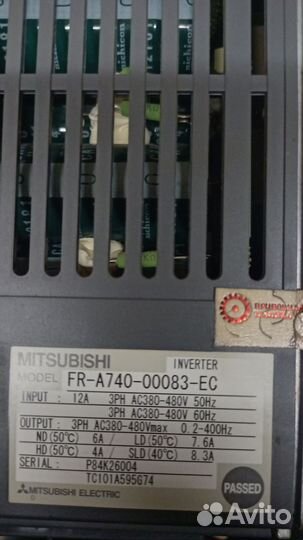 nichicon
nichicon
MITSUBISHI INVERTER
MODEL FR-A740-00083-EC
INPUT : 12A 3PH AC380-480V 50Hz
3PH AC380-480V 60Hz
OUTPUT : 3PH AC380-480Vmax 0.2-400Hz
ND (50°C) 6A / LD (50°C) 7.6A
HD (50°C) 4A / SLD (40°C) 8.3A
SERIAL : P84K26004
TC101A595G74
PASSED
MITSUBISHI ELECTRIC
D
Avito